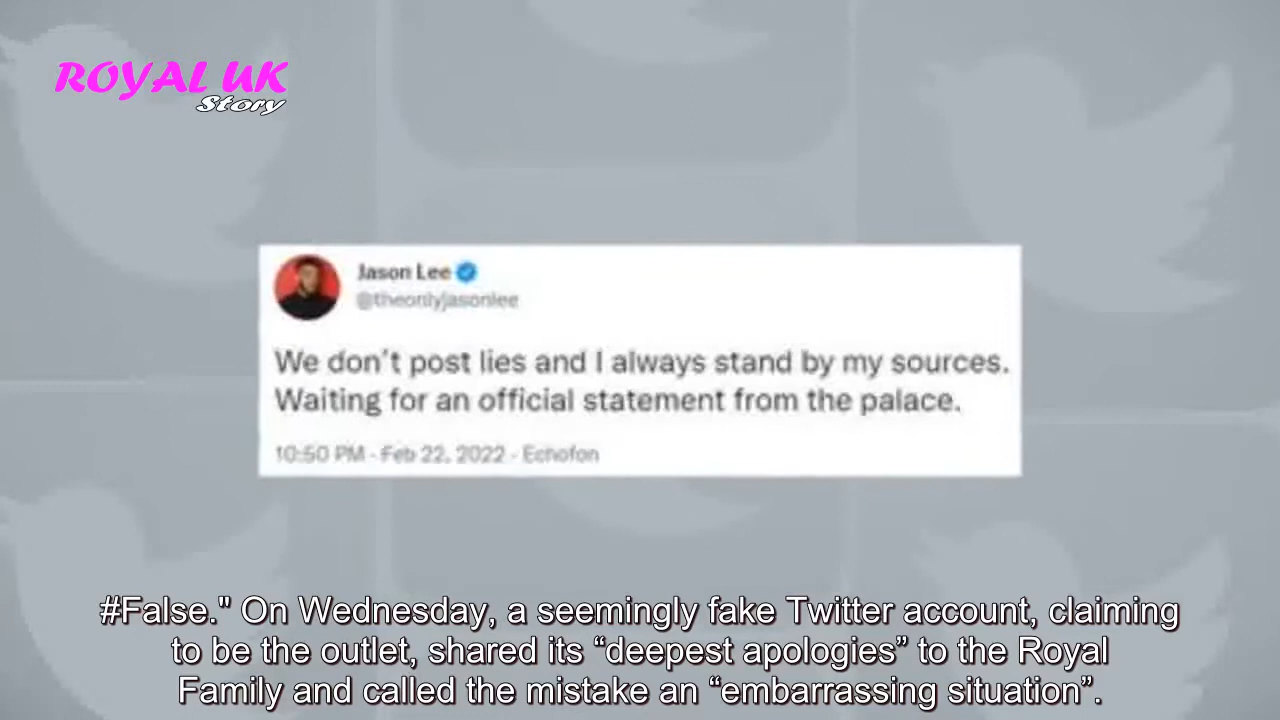 ROYAL UK
Story
Jason Lee
@theonlyjasonlee
We don't post lies and I always stand by my sources.
Waiting for an official statement from the palace.
10:50 PM · Feb 22, 2022 · Echofon
#False." On Wednesday, a seemingly fake Twitter account, claiming
to be the outlet, shared its “deepest apologies” to the Royal
Family and called the mistake an “embarrassing situation”.